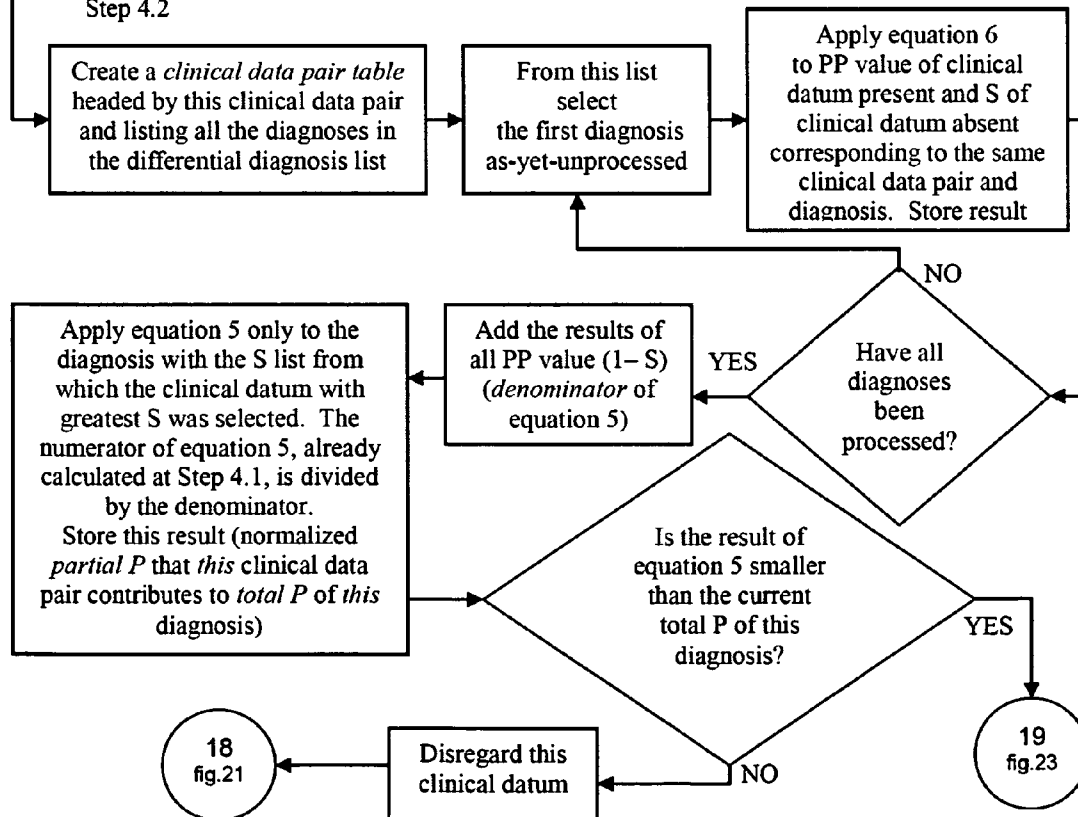 Step 4.2
Create a clinical data pair table
headed by this clinical data pair
and listing all the diagnoses in
the differential diagnosis list
From this list
select
the first diagnosis
as-yet-unprocessed
Apply equation 6
to PP value of clinical
datum present and S of
clinical datum absent
corresponding to the same
clinical data pair and
diagnosis. Store result
NO
Have all
diagnoses
been
processed?
YES
Add the results of
all PP value (1– S)
(denominator of
equation 5)
Apply equation 5 only to the
diagnosis with the S list from
which the clinical datum with
greatest S was selected. The
numerator of equation 5, already
calculated at Step 4.1, is divided
by the denominator.
Store this result (normalized
partial P that this clinical data
pair contributes to total P of this
diagnosis)
Is the result of
equation 5 smaller
than the current
total P of this
diagnosis?
YES
19
fig.23
NO
Disregard this
clinical datum
18
fig.21